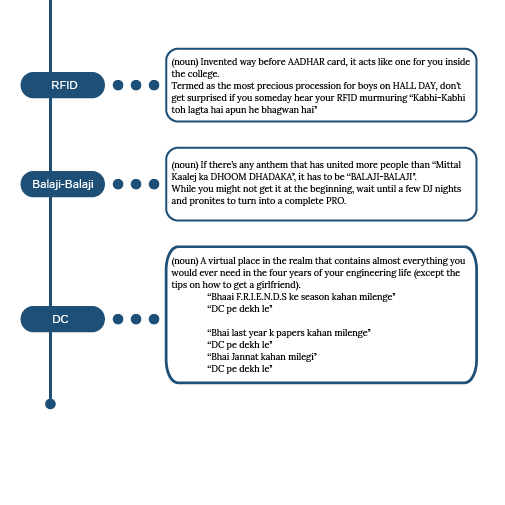 RFID
(noun) Invented way before AADHAR card, it acts like one for you inside
the college.
Termed as the most precious procession for boys on HALL DAY, don't
get surprised if you someday hear your RFID murmuring “Kabhi-Kabhi
toh lagta hai apun he bhagwan hai”
Balaji-Balaji
(noun) If there's any anthem that has united more people than “Mittal
Kaalej ka DHOOM DHADAKA”, it has to be “BALAJI-BALAJI”.
While you might not get it at the beginning, wait until a few DJ nights
and pronites to turn into a complete PRO.
DC
(noun) A virtual place in the realm that contains almost everything you
would ever need in the four years of your engineering life (except the
tips on how to get a girlfriend).
“Bhaai F.R.I.E.N.D.S ke season kahan milenge”
“DC pe dekh le”
“Bhai last year k papers kahan milenge”
“DC pe dekh le”
“Bhai Jannat kahan milegi”
“DC pe dekh le”